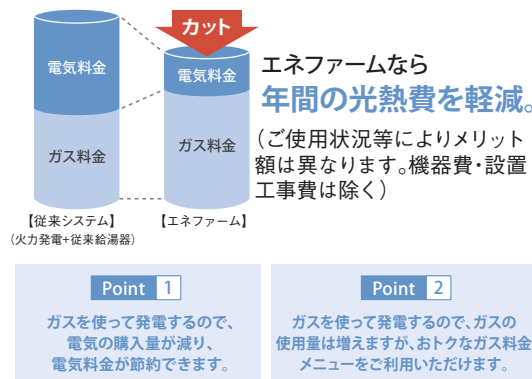 カット
電気料金
電気料金
ガス料金
ガス料金
【従来システム】
(火力発電+従来給湯器)
【エネファーム】
エネファームなら
年間の光熱費を軽減。
(ご使用状況等によりメリット
額は異なります。機器費・設置
工事費は除く)
Point 1
ガスを使って発電するので、
電気の購入量が減り、
電気料金が節約できます。
Point 2
ガスを使って発電するので、ガスの
使用量は増えますが、おトクなガス料金
メニューをご利用いただけます。